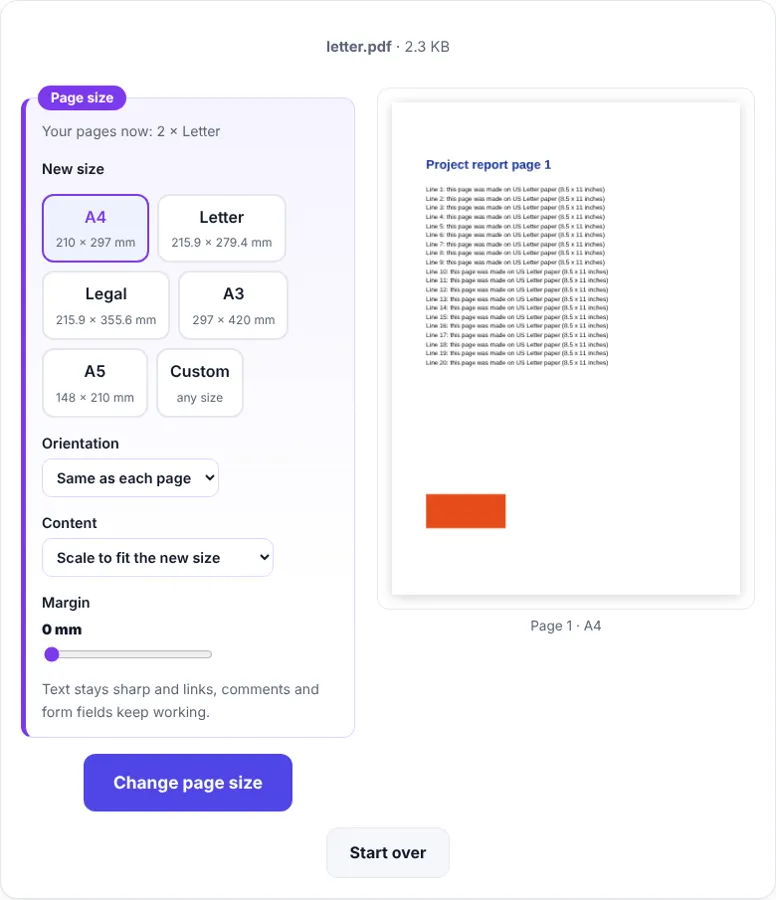 letter.pdf · 2.3 KB
Page size
Your pages now: 2 × Letter
New size
A4
210 × 297 mm
Letter
215.9 × 279.4 mm
Legal
215.9 × 355.6 mm
A3
297 × 420 mm
A5
148 × 210 mm
Custom
any size
Orientation
Same as each page
Content
Scale to fit the new size
Margin
0 mm
Text stays sharp and links, comments and
form fields keep working.
Change page size
Project report page 1
Line 1: this page was made on US Letter paper (8.5 x 11 inches)
Line 2: this page was made on US Letter paper (8.5 x 11 inches)
Line 3: this page was made on US Letter paper (8.5 x 11 inches)
Line 4: this page was made on US Letter paper (8.5 x 11 inches)
Line 5: this page was made on US Letter paper (8.5 x 11 inches)
Line 6: this page was made on US Letter paper (8.5 x 11 inches)
Line 7: this page was made on US Letter paper (8.5 x 11 inches)
Line 8: this page was made on US Letter paper (8.5 x 11 inches)
Line 9: this page was made on US Letter paper (8.5 x 11 inches)
Line 10: this page was made on US Letter paper (8.5 x 11 inches)
Line 11: this page was made on US Letter paper (8.5 x 11 inches)
Line 12: this page was made on US Letter paper (8.5 x 11 inches)
Line 13: this page was made on US Letter paper (8.5 x 11 inches)
Line 14: this page was made on US Letter paper (8.5 x 11 inches)
Line 15: this page was made on US Letter paper (8.5 x 11 inches)
Line 16: this page was made on US Letter paper (8.5 x 11 inches)
Line 17: this page was made on US Letter paper (8.5 x 11 inches)
Line 18: this page was made on US Letter paper (8.5 x 11 inches)
Line 19: this page was made on US Letter paper (8.5 x 11 inches)
Line 20: this page was made on US Letter paper (8.5 x 11 inches)
Page 1 · A4
Start over